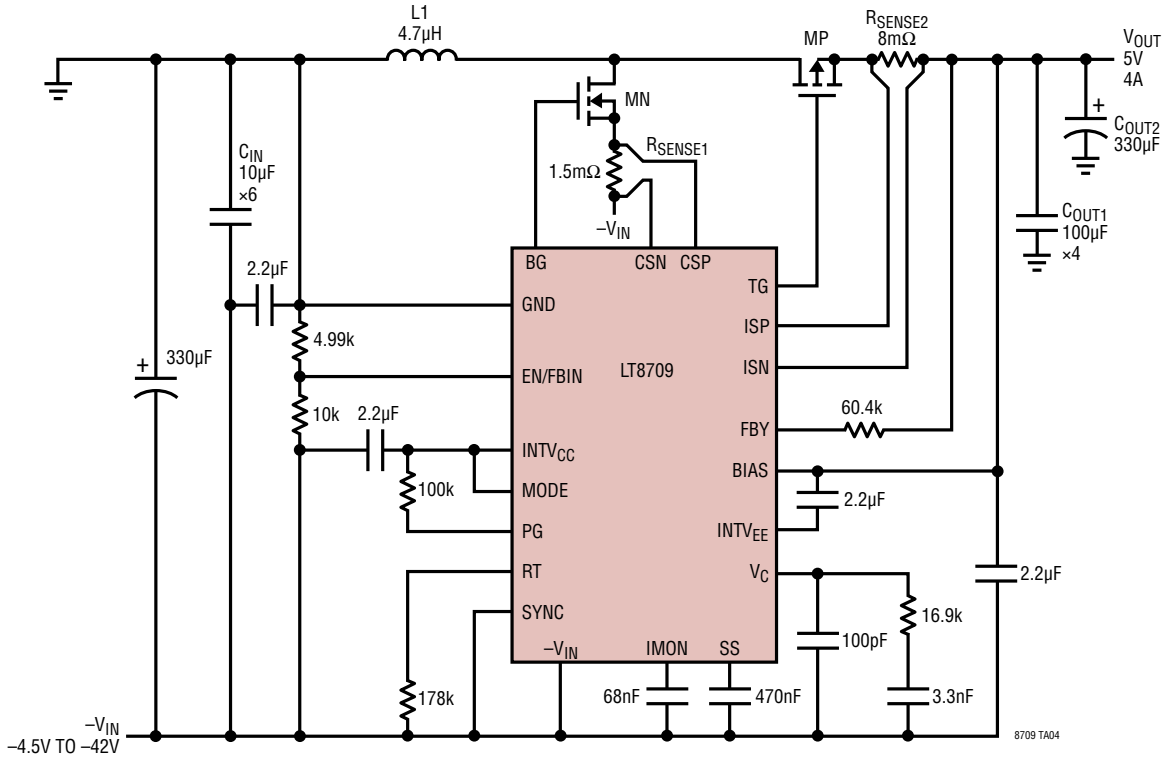 L1
4.7µH
MP
RSENSE2
8mΩ
VOUT
5V
4A
MN
+
COUT2
330µF
CIN
10µF
×6
RSENSE1
1.5mΩ
–VIN
COUT1
100µF
×4
BG
CSN
CSP
2.2µF
TG
GND
ISP
4.99k
+
330µF
ISN
EN/FBIN
LT8709
10k
2.2µF
60.4k
FBY
INTVCC
BIAS
100k
MODE
2.2µF
PG
INTVEE
RT
VC
2.2µF
SYNC
16.9k
100pF
–VIN
IMON
SS
178k
68nF
470nF
3.3nF
–VIN
–4.5V TO –42V
8709 TA04